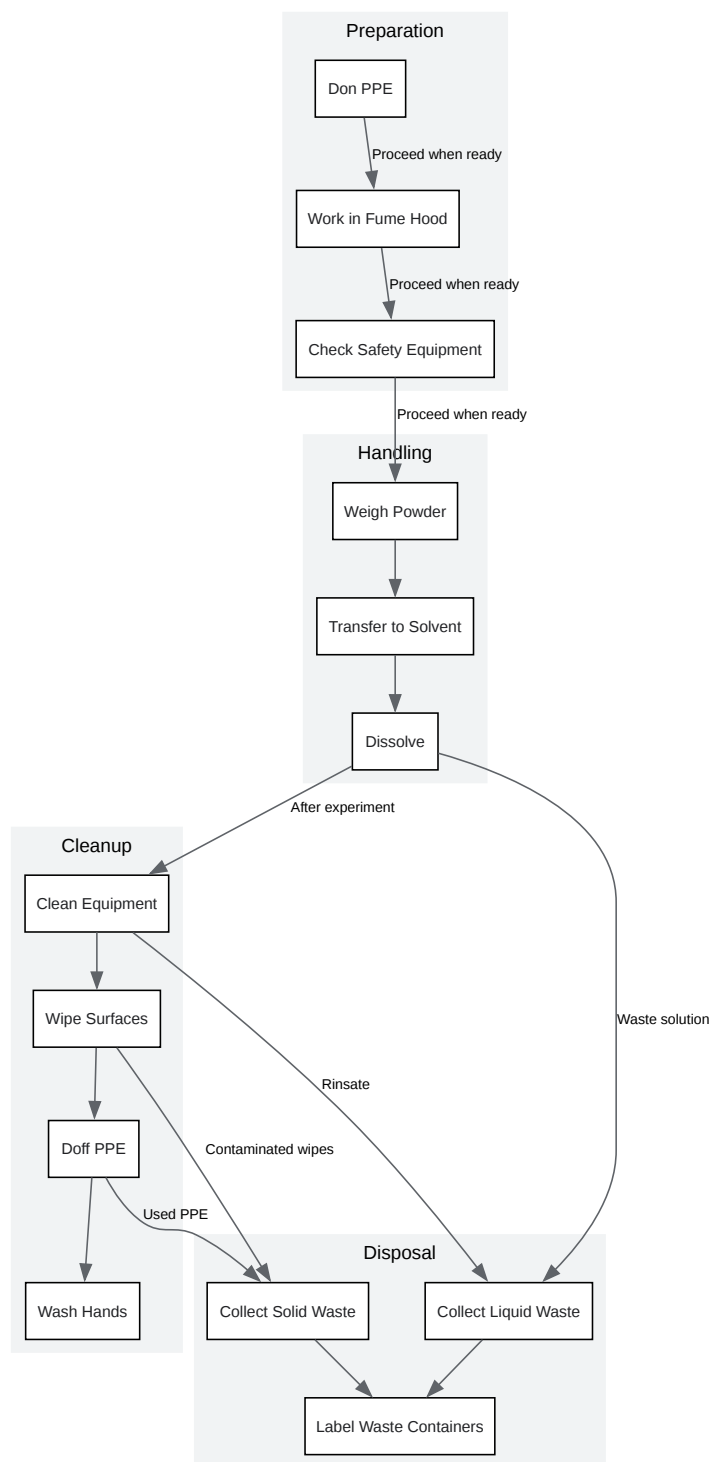 Preparation
Don PPE
Proceed when ready
Work in Fume Hood
Proceed when ready
Check Safety Equipment
Proceed when ready
Handling
Weigh Powder
Transfer to Solvent
Dissolve
After experiment
Cleanup
Clean Equipment
Wipe Surfaces
Waste solution
Rinsate
Doff PPE
Contaminated wipes
Used PPE
Disposal
Wash Hands
Collect Solid Waste
Collect Liquid Waste
Label Waste Containers